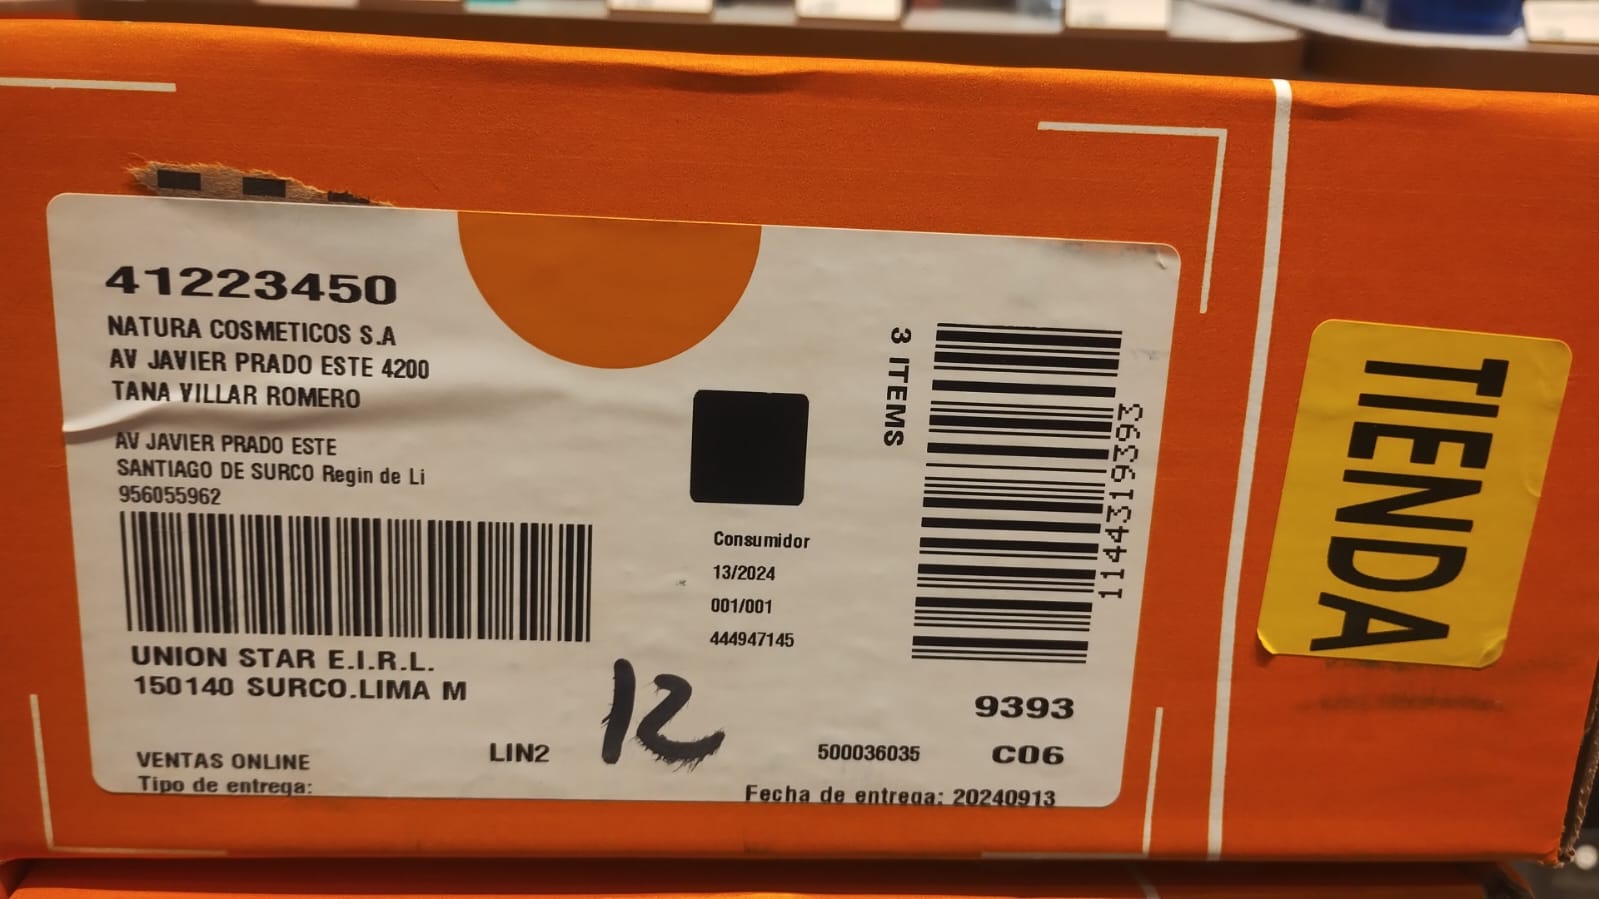 41223450
NATURA COSMETICOS S.A
AV JAVIER PRADO ESTE 4200
TANA VILLAR ROMERO
AV JAVIER PRADO ESTE
SANTIAGO DE SURCO Regin de Li
956055962
UNION STAR E.I.R.L.
150140 SURCO.LIMA M
VENTAS ONLINE
Tipo de entrega:
LIN2
12
Consumidor
13/2024
001/001
444947145
3 ITEMS
1144319393
9393
500036035 C06
Fecha de entrega: 20240913
TIENDA